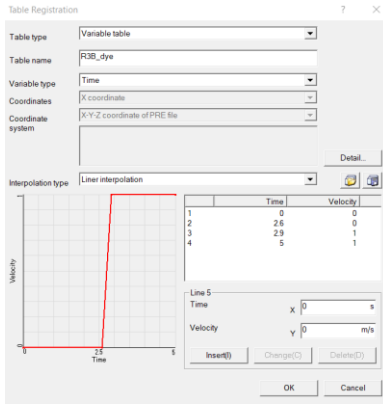 Table Registration ? ×
Table type Variable table
Table name R3B_dye
Variable type Time
Coordinates X coordinate
Coordinate system X-Y-Z coordinate of PRE file
Detail...
Interpolation type Liner interpolation
Time Velocity
1 0 0
2 2.6 0
3 2.9 1
4 5 1
1
Velocity
0
0 2.5 5
Time
Line 5
Time X 0 s
Velocity Y 0 m/s
Insert(I) Change(C) Delete(D)
OK Cancel